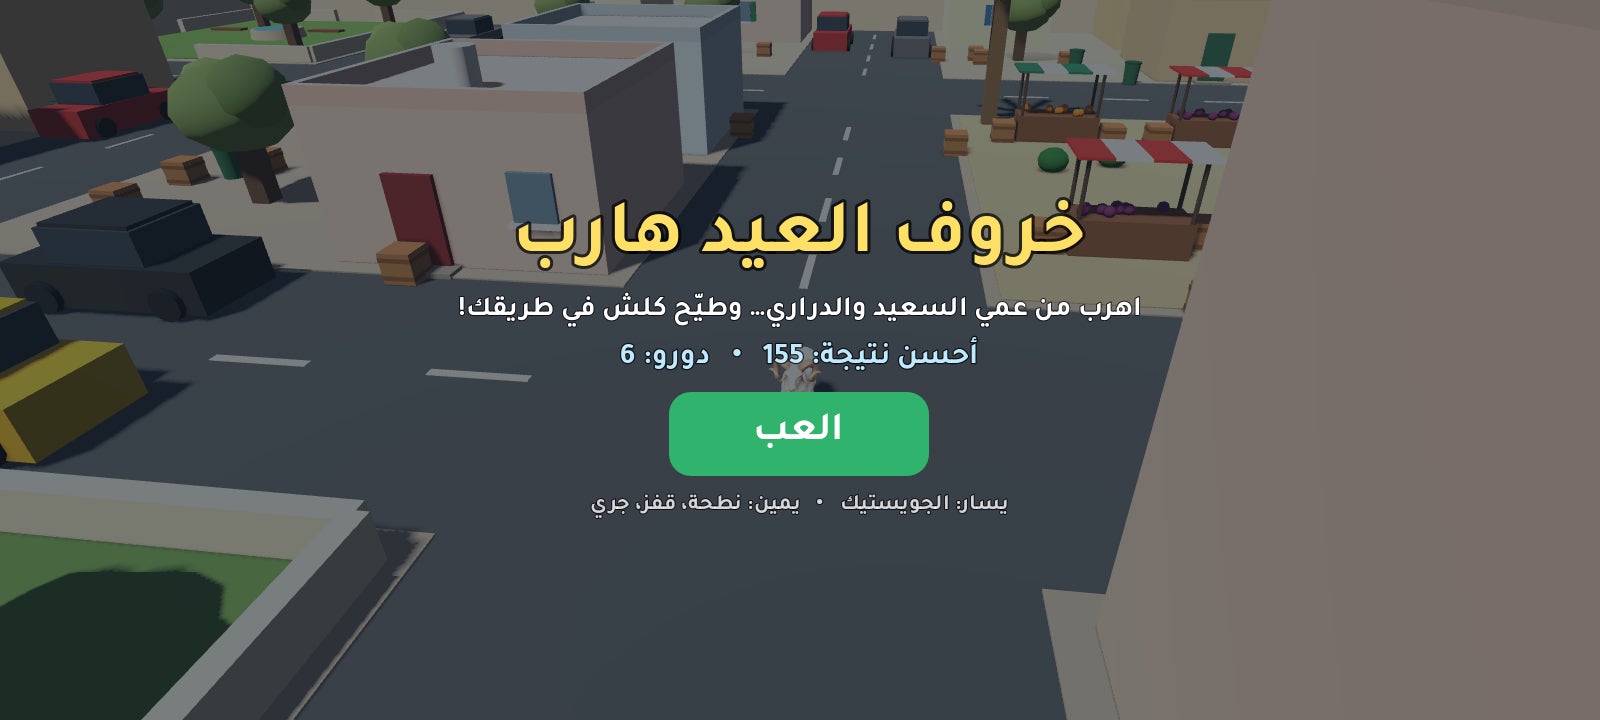 خروف العيد هارب
اهرب من عمي السعيد والدراري... وطيّح كلش في طريقك!
أحسن نتيجة: 155 • دورو: 6
العب
يسار: الجويستيك • يمين: نطحة، قفز، جري